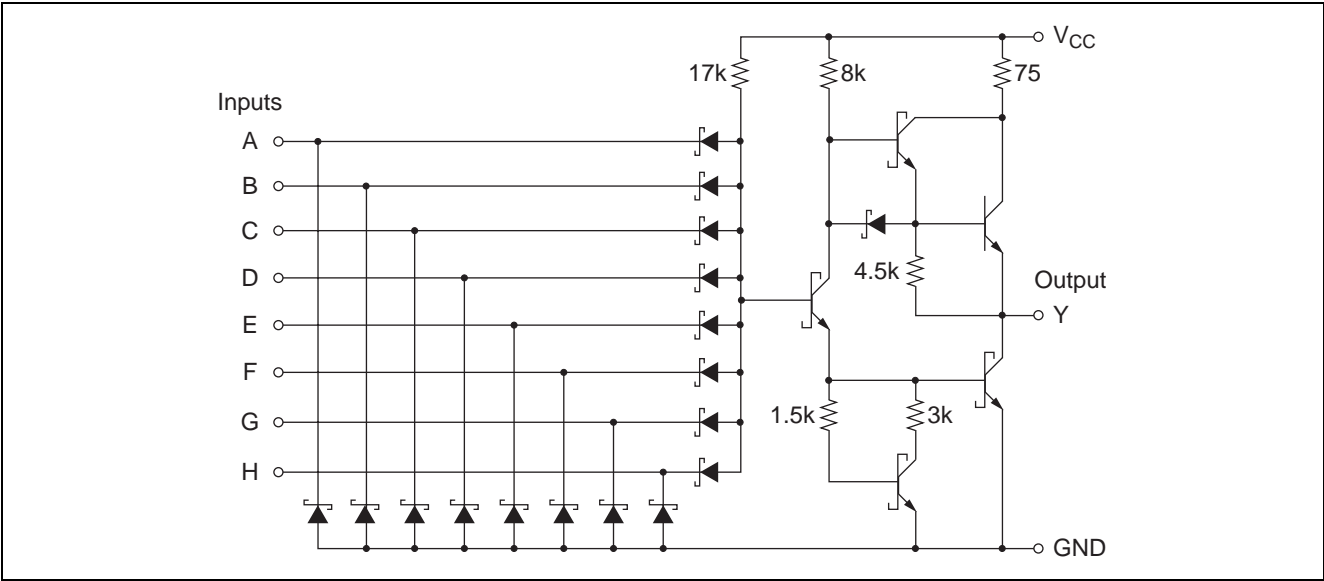 V_CC
17k
8k
75
Inputs
A
B
C
D
4.5k
Output
E
Y
F
G
1.5k
3k
H
GND